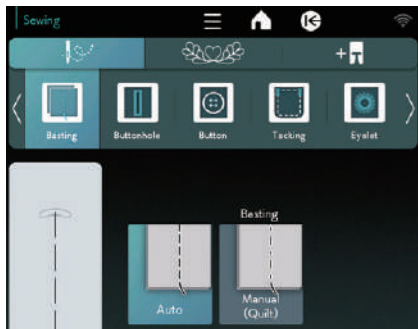 Sewing
Basting
Buttonhole
Button
Tacking
Eyelet
Basting
Auto
Manual
(Quilt)